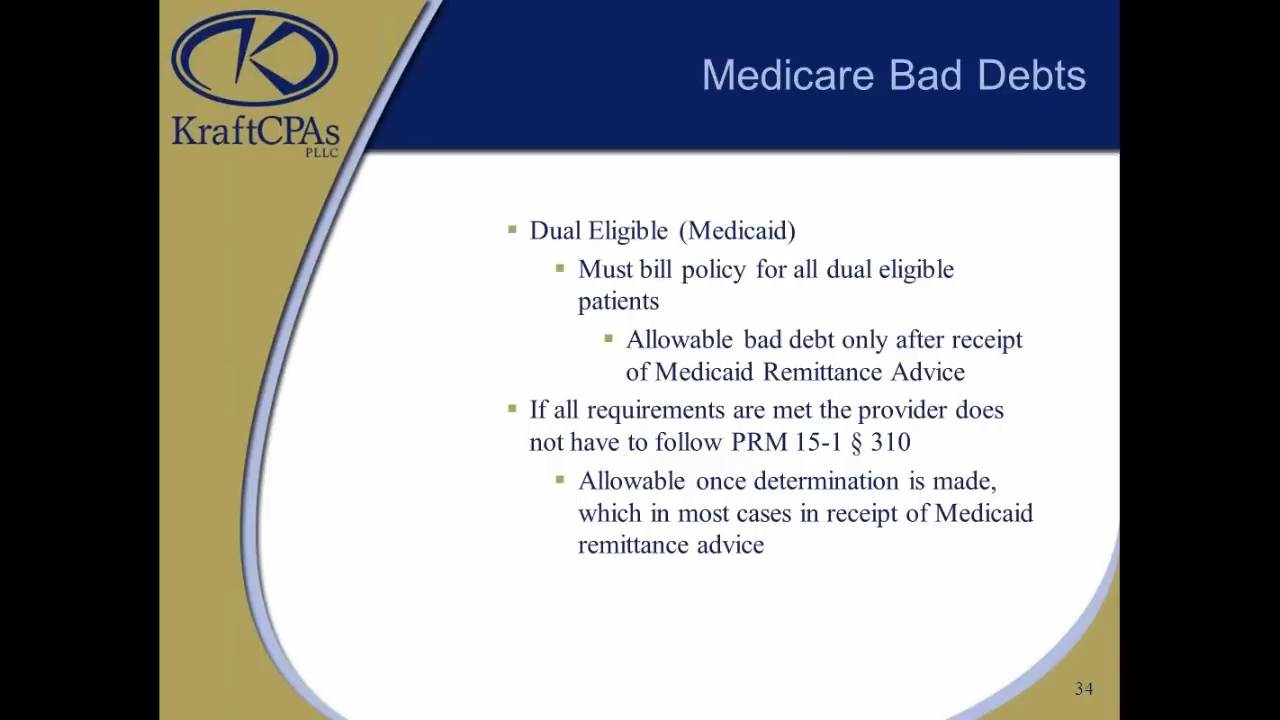 KraftCPAs
PLLC
Medicare Bad Debts
Dual Eligible (Medicaid)
Must bill policy for all dual eligible
patients
Allowable bad debt only after receipt
of Medicaid Remittance Advice
If all requirements are met the provider does
not have to follow PRM 15-1 § 310
Allowable once determination is made,
which in most cases in receipt of Medicaid
remittance advice
34